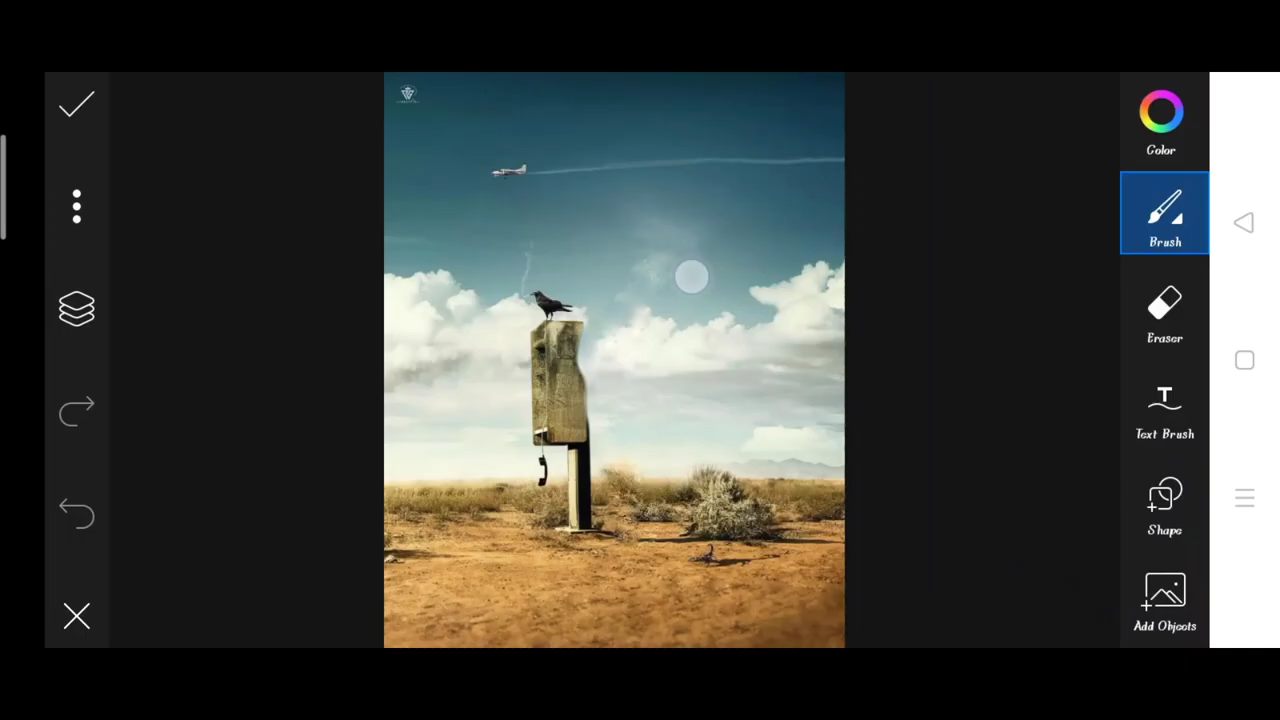 Color
Brush
Eraser
Text Brush
Shape
Add Objects